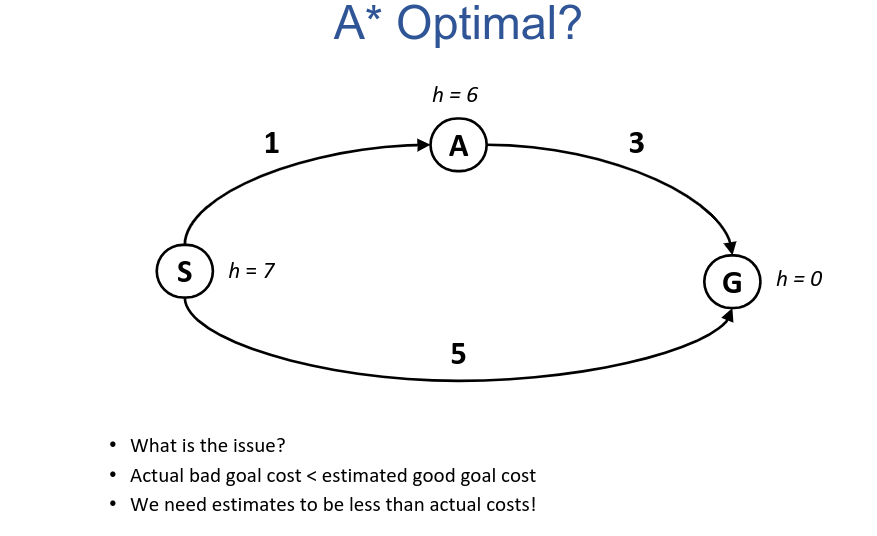 A* Optimal?
h = 6
1
A
3
S
h = 7
G
h = 0
5
• What is the issue?
• Actual bad goal cost < estimated good goal cost
• We need estimates to be less than actual costs!